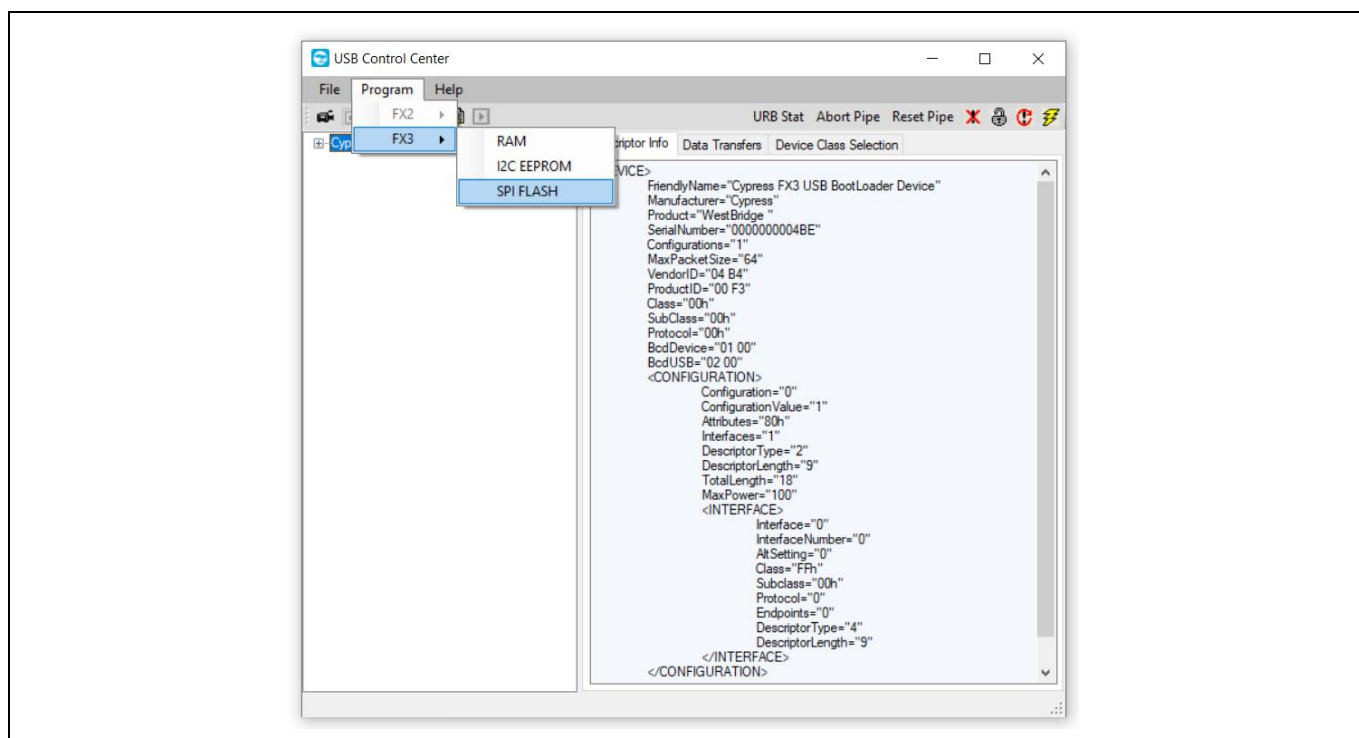 USB Control Center
File Program Help
FX2
URB Stat Abort Pipe Reset Pipe
FX3
RAM
I2C EEPROM
SPI FLASH
Cyp
criptor Info Data Transfers Device Class Selection
VICE>
FriendlyName="Cypress FX3 USB BootLoader Device"
Manufacturer="Cypress"
Product="WestBridge "
SerialNumber="0000000004BE"
Configurations="1"
MaxPacketSize="64"
VendorID="04 B4"
ProductID="00 F3"
Class="00h"
SubClass="00h"
Protocol="00h"
BcdDevice="01 00"
BcdUSB="02 00"
<CONFIGURATION>
Configuration="0"
ConfigurationValue="1"
Attributes="80h"
Interfaces="1"
DescriptorType="2"
DescriptorLength="9"
TotalLength="18"
MaxPower="100"
<INTERFACE>
Interface="0"
InterfaceNumber="0"
AltSetting="0"
Class="FFh"
Subclass="00h"
Protocol="0"
Endpoints="0"
DescriptorType="4"
DescriptorLength="9"
</INTERFACE>
</CONFIGURATION>